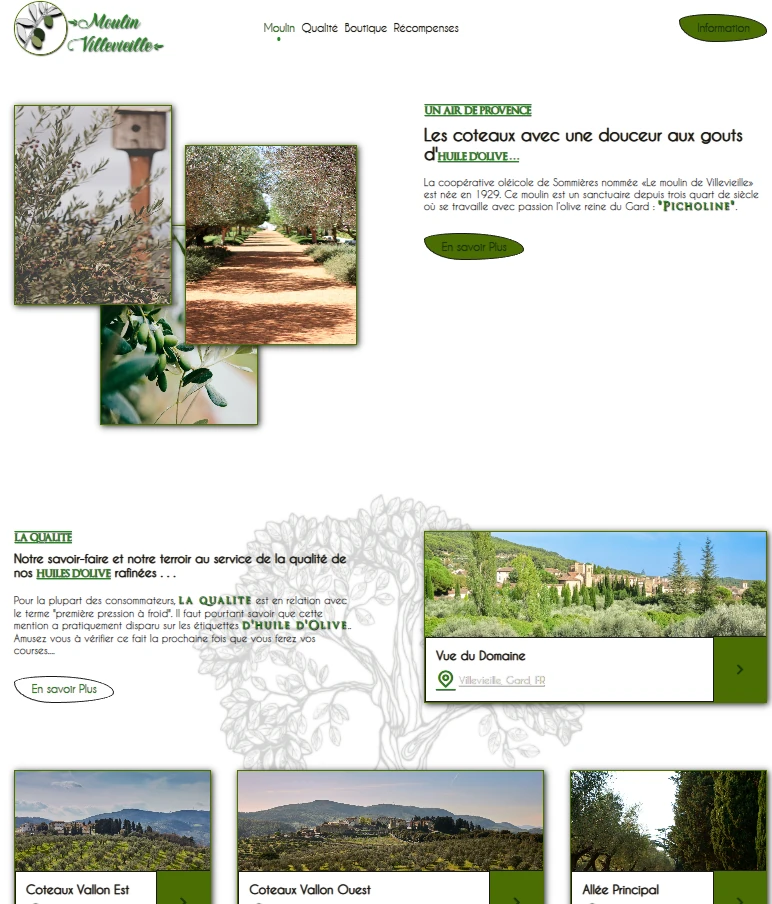 Moulin
Villevieille
Moulin Qualité Boutique Récompenses
Information
UN AIR DE PROVENCE
Les coteaux avec une douceur aux gouts
d'HUILE D'OLIVE . . .
La coopérative oléicole de Sommières nommée «Le moulin de Villevieille»
est née en 1929. Ce moulin est un sanctuaire depuis trois quart de siècle
où se travaille avec passion l'olive reine du Gard : "PICHOLINE".
En savoir Plus
LA QUALITE
Notre savoir-faire et notre terroir au service de la qualité de
nos HUILES D'OLIVE rafinées . . .
Pour la plupart des consommateurs, LA QUALITE est en relation avec
le terme "première pression à froid". Il faut pourtant savoir que cette
mention a pratiquement disparu sur les étiquettes D'HUILE D'OLIVE..
Amusez vous à vérifier ce fait la prochaine fois que vous ferez vos
courses....
En savoir Plus
Vue du Domaine
Villevieille, Gard, FR
Coteaux Vallon Est
Coteaux Vallon Ouest
Allée Principal